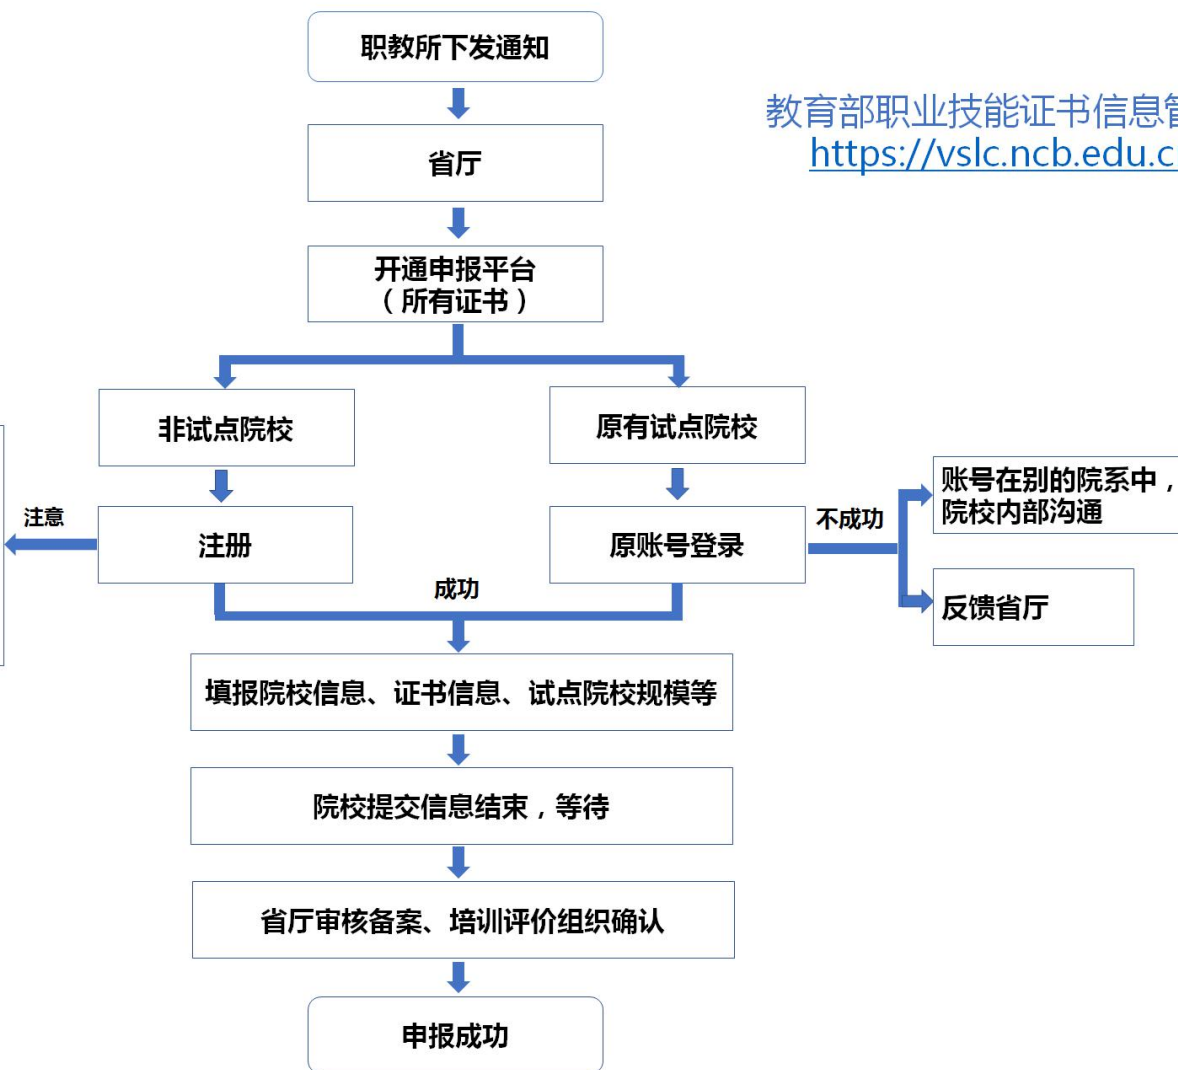 职教所下发通知
教育部职业技能证书信息
https://vslc.ncb.edu.c
省厅
开通申报平台
（所有证书）
非试点院校
原有试点院校
注意
注册
原账号登录
不成功
账号在别的院系中，
院校内部沟通
反馈省厅
成功
填报院校信息、证书信息、试点院校规模等
院校提交信息结束，等待
省厅审核备案、培训评价组织确认
申报成功